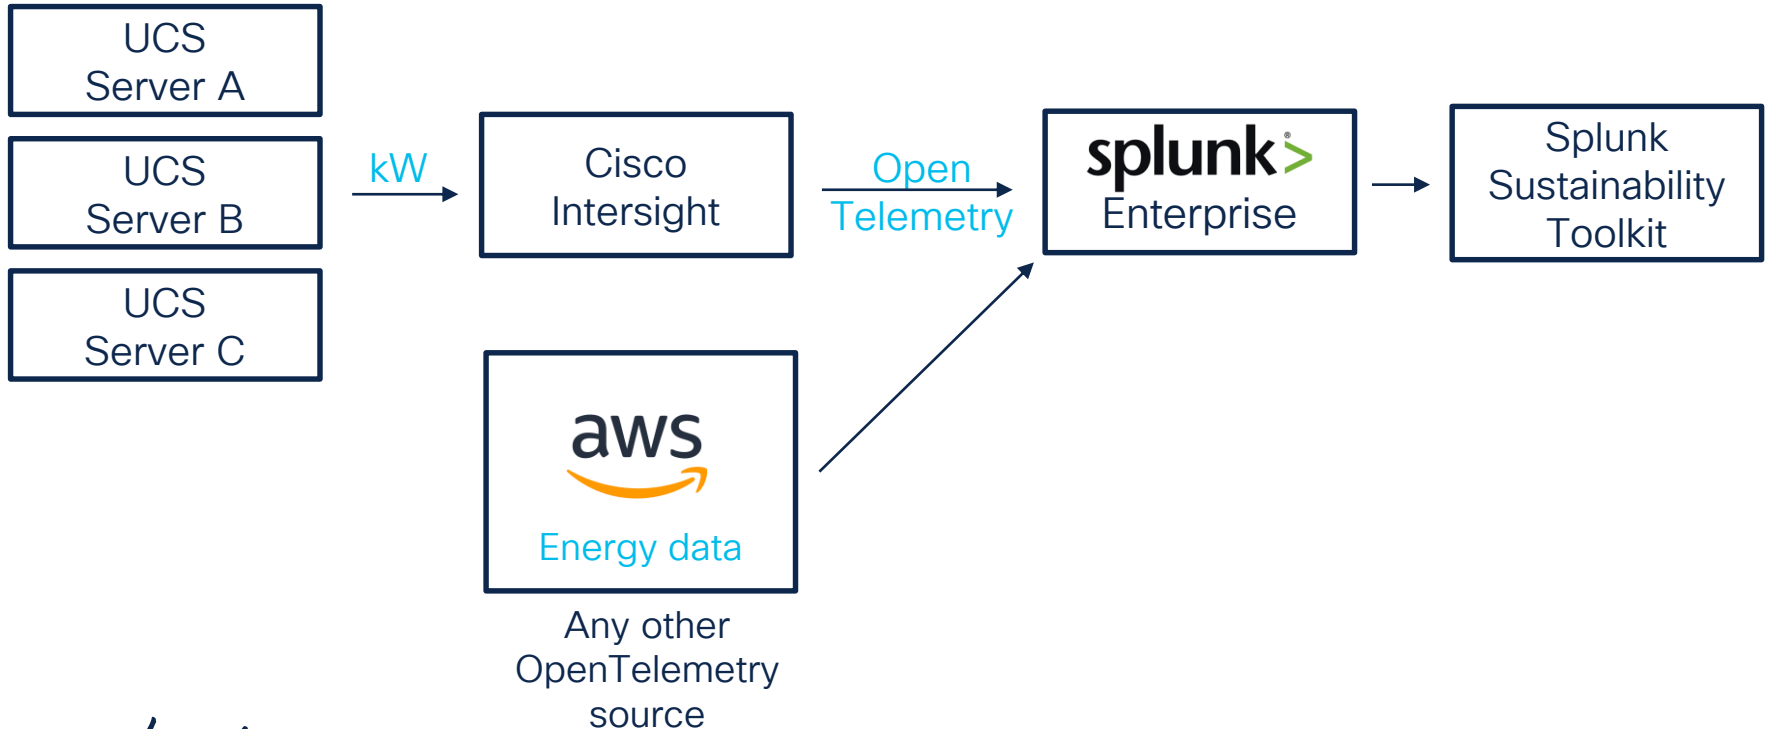 UCS
Server A
UCS
Server B
UCS
Server C
kW
Cisco
Intersight
Open
Telemetry
splunk>®
Enterprise
Splunk
Sustainability
Toolkit
aws
Energy data
Any other
OpenTelemetry
source